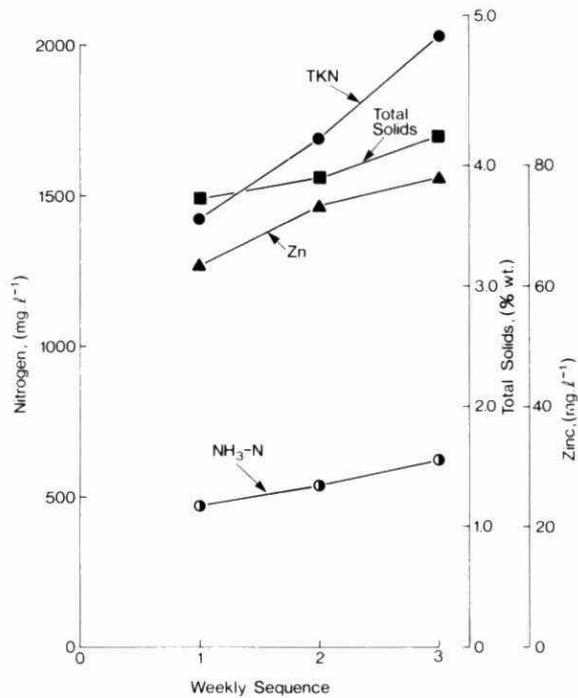 5.0
2000
TKN
Total
Solids
4.0
80
1500
Zn
3.0
60
Nitrogen, (mg. ℓ⁻¹)
Total Solids, (% wt.)
Zinc, (mg. ℓ⁻¹)
1000
2.0
40
NH₃-N
500
1.0
20
0
0
0
0
1
2
3
Weekly Sequence